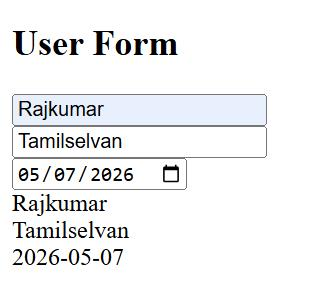 User Form
Rajkumar
Tamilselvan
05/07/2026
Rajkumar
Tamilselvan
2026-05-07